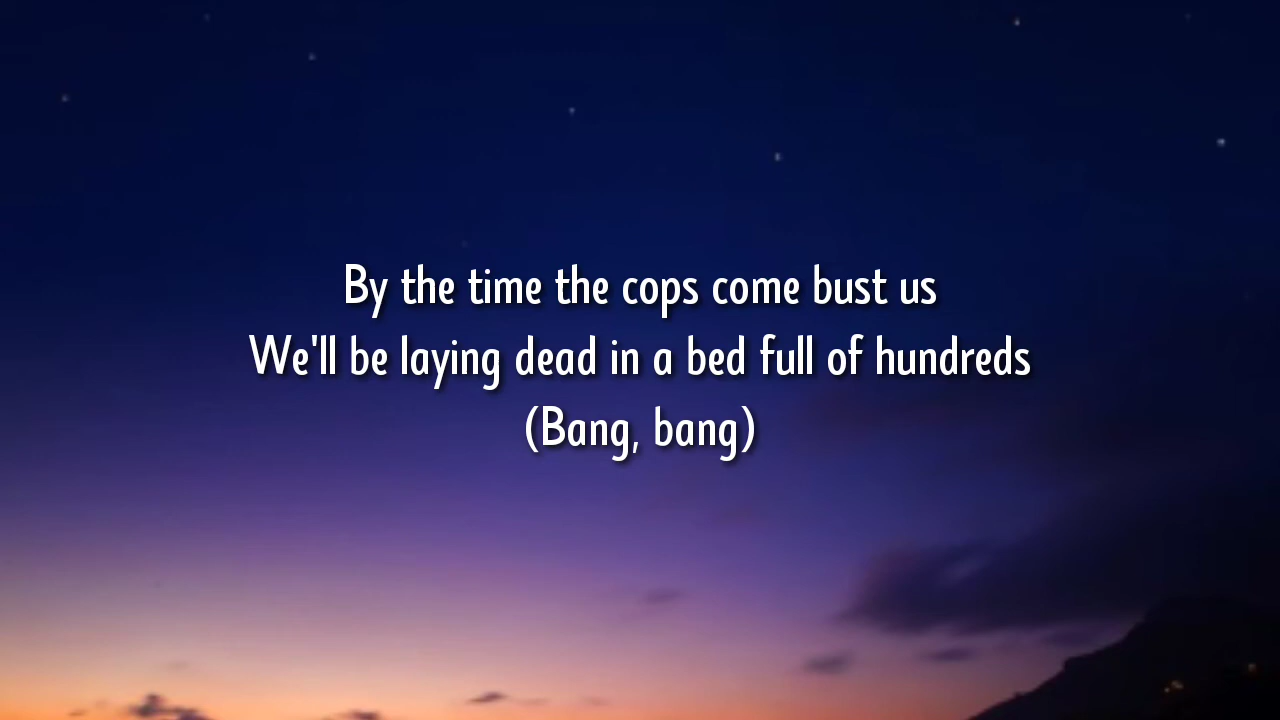 By the time the cops come bust us
We'll be laying dead in a bed full of hundreds
(Bang, bang)